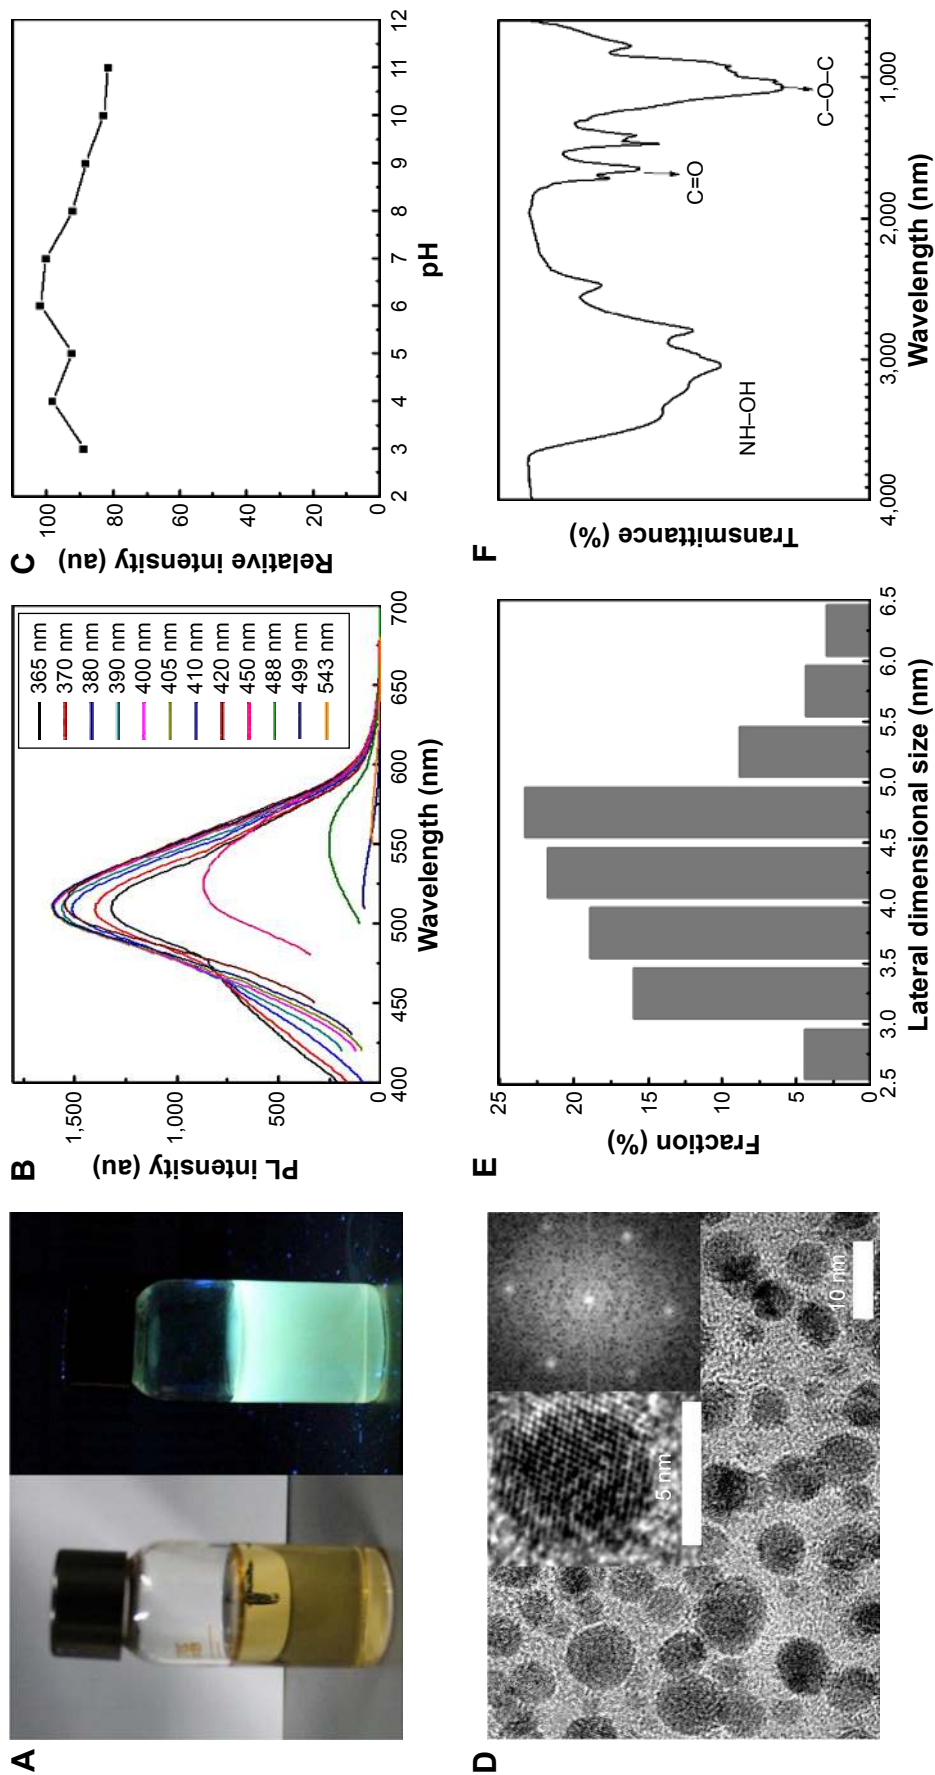 A
B
PL intensity (au)
1,500
1,000
500
0
400
450
500
550
600
650
700
Wavelength (nm)
365 nm
370 nm
380 nm
390 nm
400 nm
405 nm
410 nm
420 nm
450 nm
488 nm
499 nm
543 nm
C
Relative intensity (au)
100
80
60
40
20
0
2
3
4
5
6
7
8
9
10
11
12
pH
D
5 nm
10 nm
E
Fraction (%)
25
20
15
10
5
0
2.5
3.0
3.5
4.0
4.5
5.0
5.5
6.0
6.5
Lateral dimensional size (nm)
F
Transmittance (%)
NH–OH
C=O
C–O–C
4,000
3,000
2,000
1,000
Wavelength (nm)